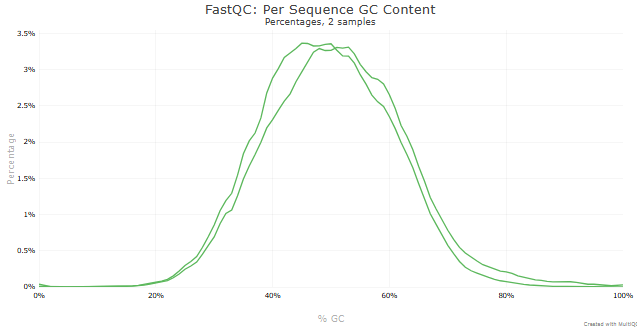 FastQC: Per Sequence GC Content
Percentages, 2 samples
3.5%
3%
2.5%
2%
1.5%
1%
0.5%
0%
Percentage
0%
20%
40%
60%
80%
100%
% GC
Created with MultiQC